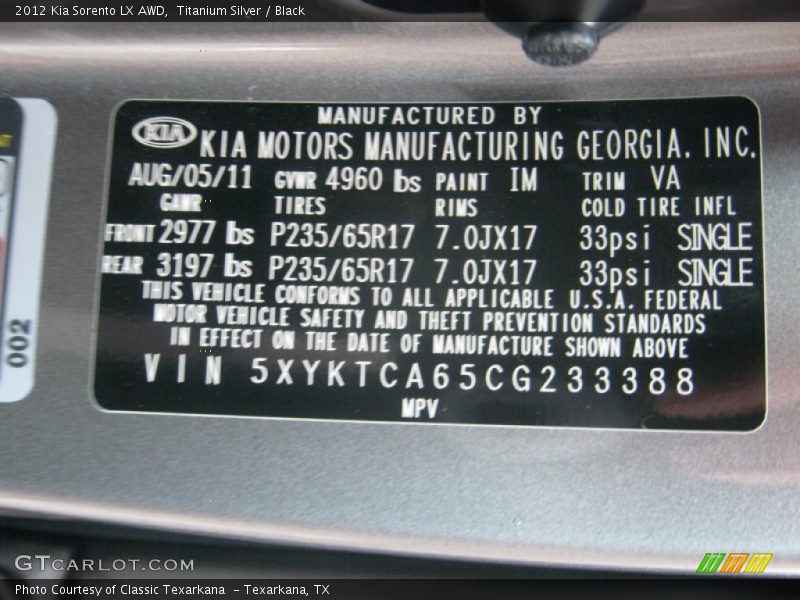 2012 Kia Sorento LX AWD,  Titanium Silver / Black
MANUFACTURED BY
KIA KIA MOTORS MANUFACTURING GEORGIA. INC.
AUG/05/11 GVWR 4960 lbs PAINT IM TRIM VA
GAWR TIRES RIMS COLD TIRE INFL
FRONT 2977 lbs P235/65R17 7.0JX17 33psi SINGLE
REAR 3197 lbs P235/65R17 7.0JX17 33psi SINGLE
THIS VEHICLE CONFORMS TO ALL APPLICABLE U.S.A. FEDERAL
MOTOR VEHICLE SAFETY AND THEFT PREVENTION STANDARDS
IN EFFECT ON THE DATE OF MANUFACTURE SHOWN ABOVE
VIN 5XYKTCA65CG233388
MPV
002
GTCARLOT.COM
Photo Courtesy of Classic Texarkana  - Texarkana, TX